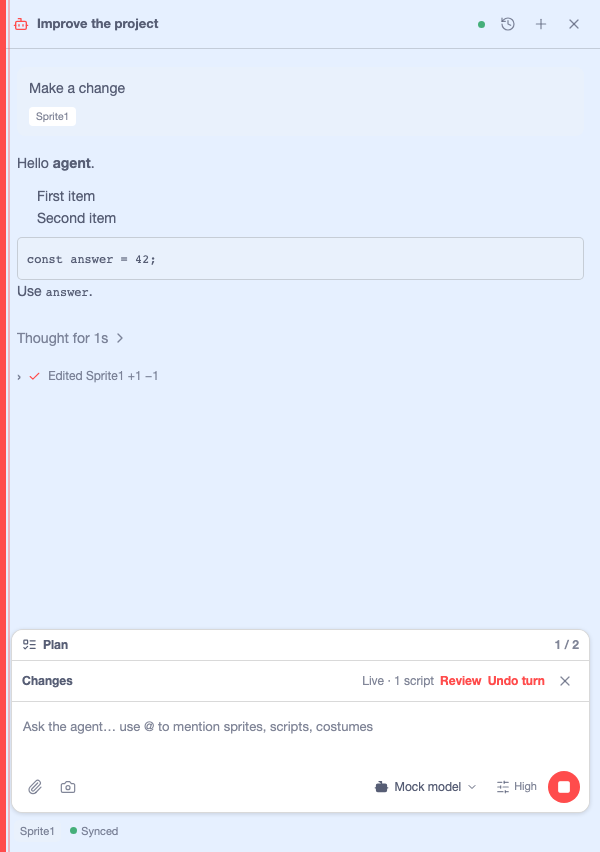 Improve the project
Make a change
Sprite1
Hello agent.
First item
Second item
const answer = 42;
Use answer.
Thought for 1s
Edited Sprite1 +1 −1
Plan 1 / 2
Changes Live · 1 script Review Undo turn
Ask the agent… use @ to mention sprites, scripts, costumes
Mock model High
Sprite1 Synced